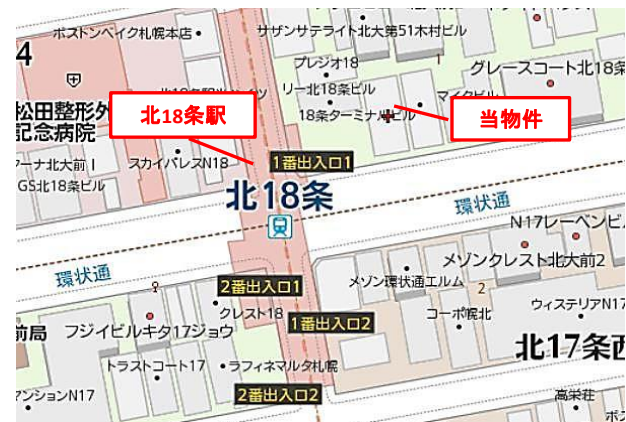 ボストンベイク札幌本店
サザンサテライト北大第51木村ビル
4
プレジオ18
グレースコート北18条
リー北18条ビル
マイクビル
松田整形外
記念病院
北18条駅
18条ターミナルビル
当物件
アーナ北大前Ⅰ
スカイパレスN18
1番出入口1
GS北18条ビル
北18条
環状通
N17レーベンビ
メゾンクレスト北大前2
環状通
メゾン環状通エルム
2
2番出入口1
クレスト18
1番出入口2
コーポ幌北
ウィステリアN17
前局
フジイビルキタ17ジョウ
北17条西
トラストコート17
ラフィネマルタ札幌
マンションN17
2番出入口2
高栄荘